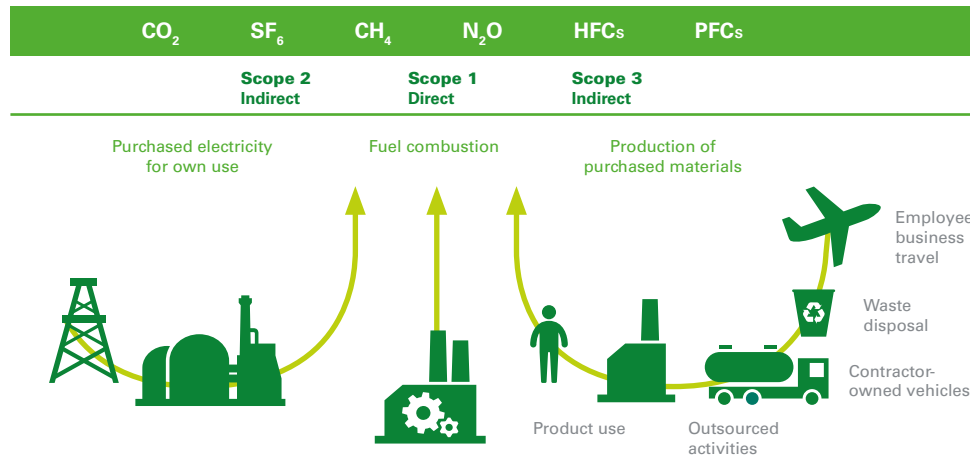 CO₂ SF₆ CH₄ N₂O HFCs PFCs
Scope 2
Indirect
Scope 1
Direct
Scope 3
Indirect
Purchased electricity
for own use
Fuel combustion
Production of
purchased materials
Employee
business
travel
Waste
disposal
Contractor-
owned vehicles
Product use
Outsourced
activities